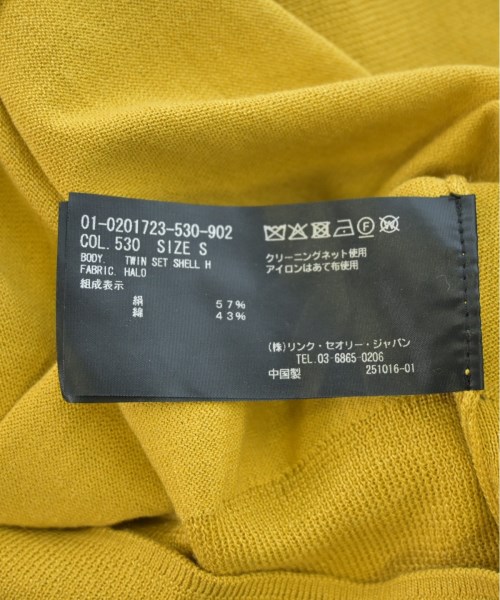 01-0201723-530-902
COL. 530 SIZE S
BODY. TWIN SET SHELL H
FABRIC. HALO
組成表示
絹 57%
綿 43%
クリーニングネット使用
アイロンはあて布使用
(株)リンク・セオリー・ジャパン
TEL. 03-6865-0206
中国製 251016-01